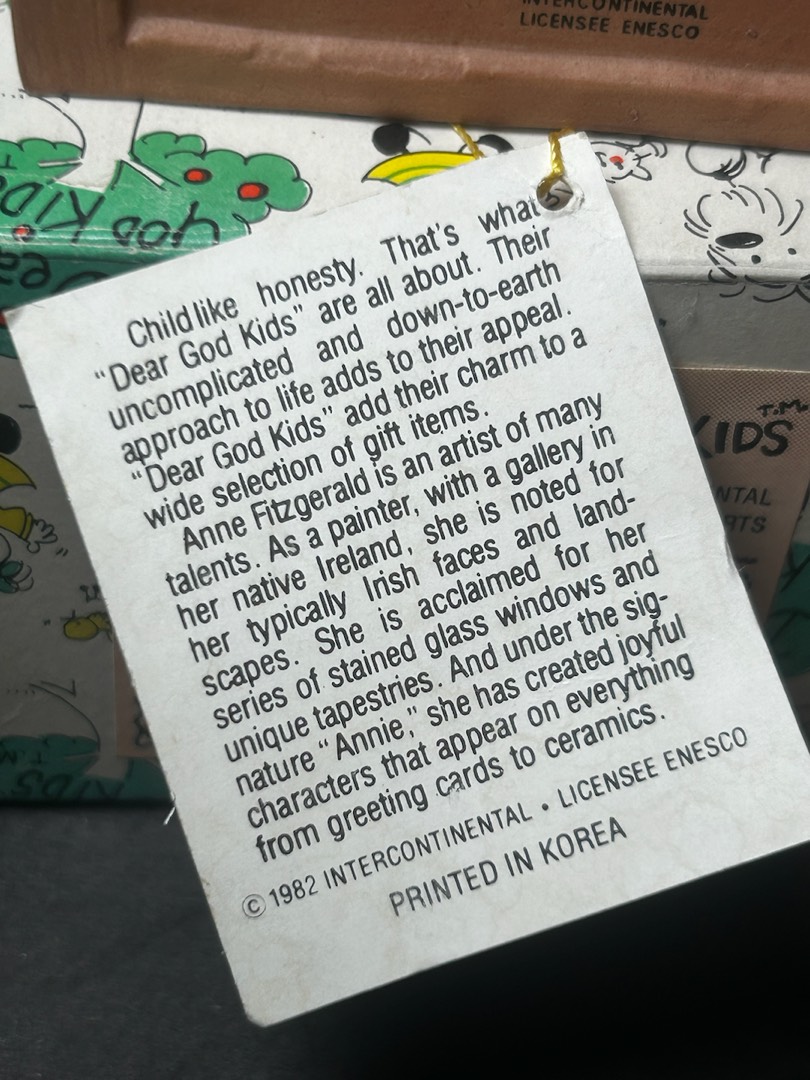 INTERCONTINENTAL
LICENSEE ENESCO
Childlike honesty. That's what
"Dear God Kids" are all about. Their
uncomplicated and down-to-earth
approach to life adds to their appeal.
"Dear God Kids" add their charm to a
wide selection of gift items.
Anne Fitzgerald is an artist of many
talents. As a painter, with a gallery in
her native Ireland, she is noted for
her typically Irish faces and land-
scapes. She is acclaimed for her
series of stained glass windows and
unique tapestries. And under the sig-
nature "Annie," she has created joyful
characters that appear on everything
from greeting cards to ceramics.
© 1982 INTERCONTINENTAL • LICENSEE ENESCO
PRINTED IN KOREA
God Kids
T.M.
KIDS